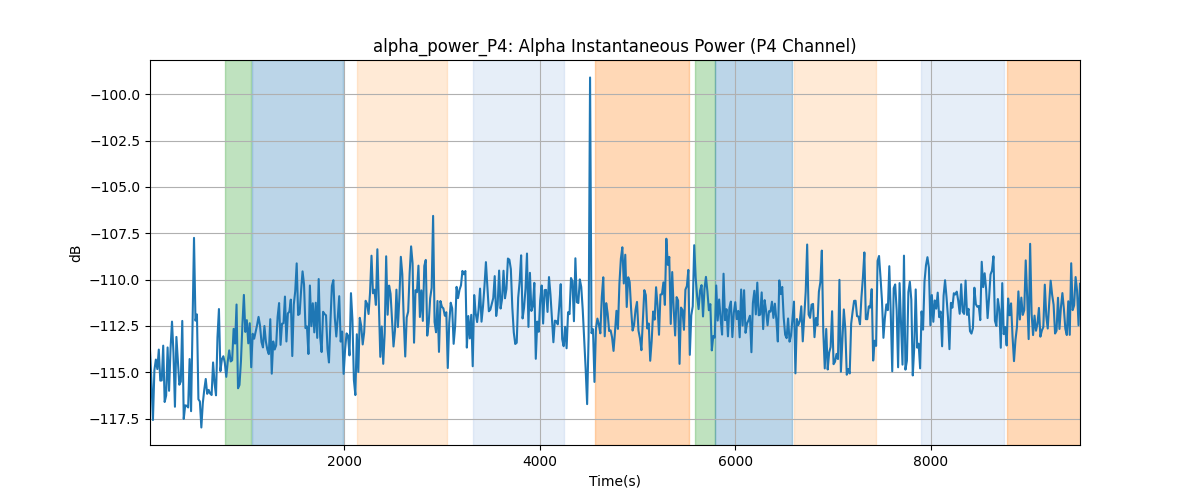 alpha_power_P4: Alpha Instantaneous Power (P4 Channel)
−100.0
−102.5
−105.0
−107.5
−110.0
−112.5
−115.0
−117.5
dB
2000 4000 6000 8000
Time(s)